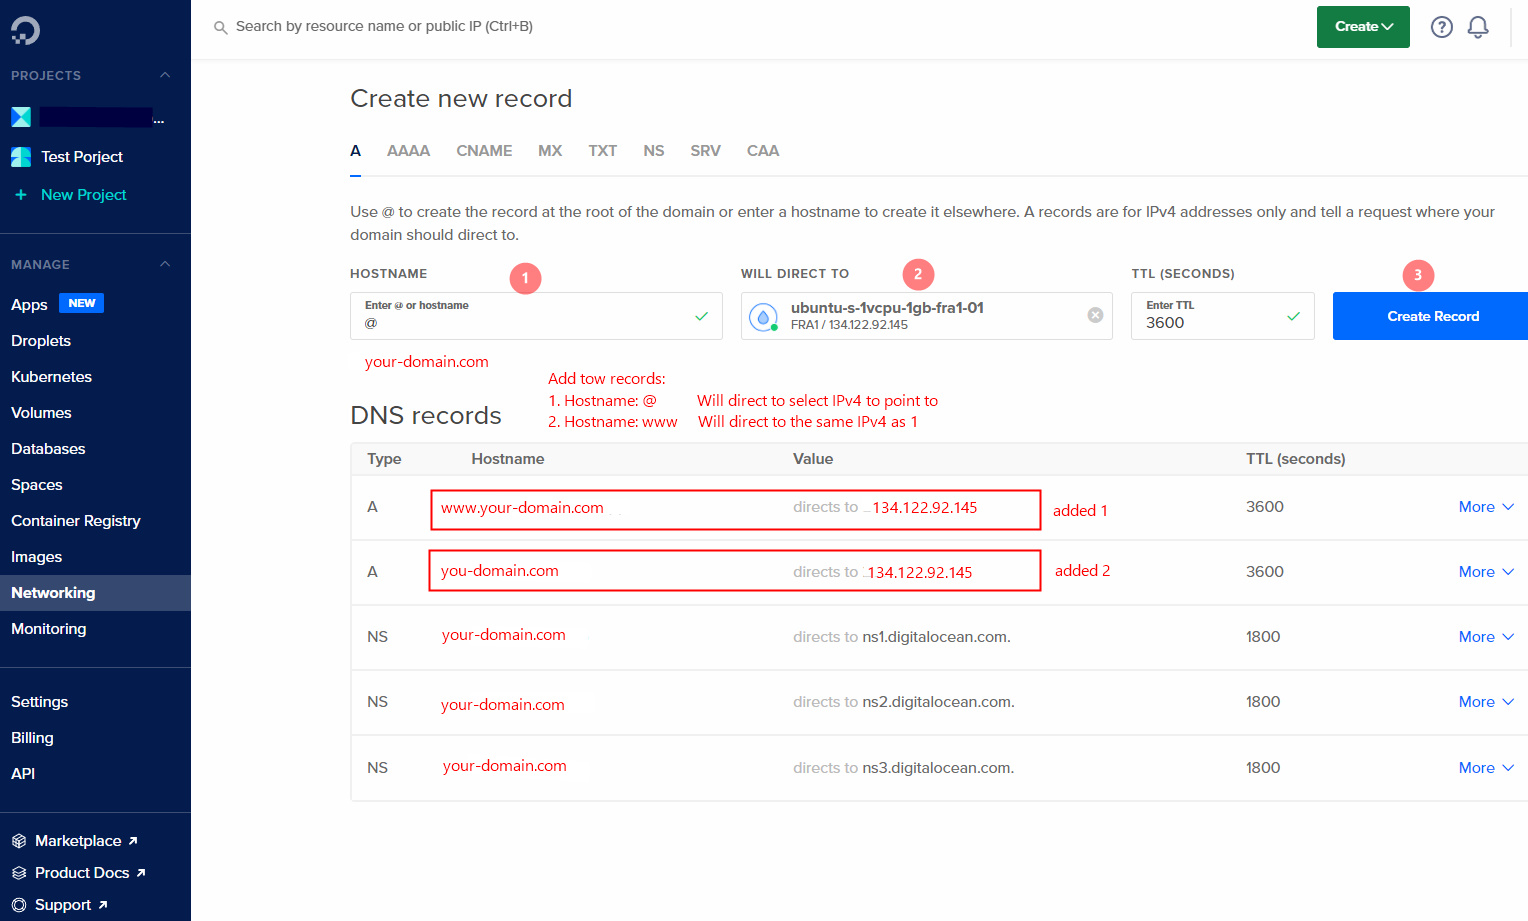 Search by resource name or public IP (Ctrl+B)
Create
?
PROJECTS
...
Test Porject
+ New Project
MANAGE
Apps NEW
Droplets
Kubernetes
Volumes
Databases
Spaces
Container Registry
Images
Networking
Monitoring
Settings
Billing
API
Marketplace
Product Docs
Support
Create new record
A AAAA CNAME MX TXT NS SRV CAA
Use @ to create the record at the root of the domain or enter a hostname to create it elsewhere. A records are for IPv4 addresses only and tell a request where your
domain should direct to.
HOSTNAME 1 WILL DIRECT TO 2 TTL (SECONDS) 3
Enter @ or hostname
@
ubuntu-s-1vcpu-1gb-fra1-01
FRA1 / 134.122.92.145
Enter TTL
3600
Create Record
your-domain.com
Add tow records:
1. Hostname: @ Will direct to select IPv4 to point to
2. Hostname: www Will direct to the same IPv4 as 1
DNS records
Type Hostname Value TTL (seconds)
A www.your-domain.com directs to 134.122.92.145 added 1 3600 More
A you-domain.com directs to 134.122.92.145 added 2 3600 More
NS your-domain.com directs to ns1.digitalocean.com. 1800 More
NS your-domain.com directs to ns2.digitalocean.com. 1800 More
NS your-domain.com directs to ns3.digitalocean.com. 1800 More